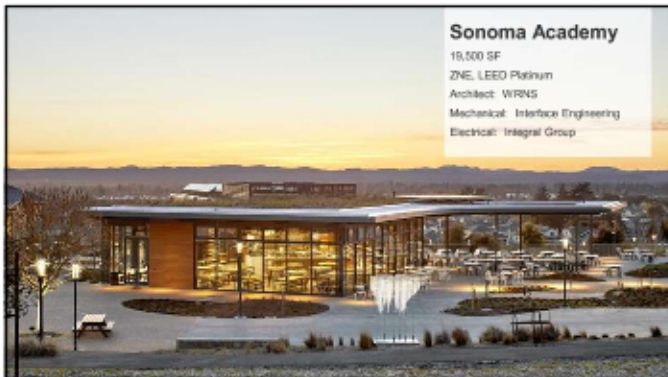 Sonoma Academy
19,500 SF
ZNE, LEED Platinum
Architect: WRNS
Mechanical: Interface Engineering
Electrical: Integral Group